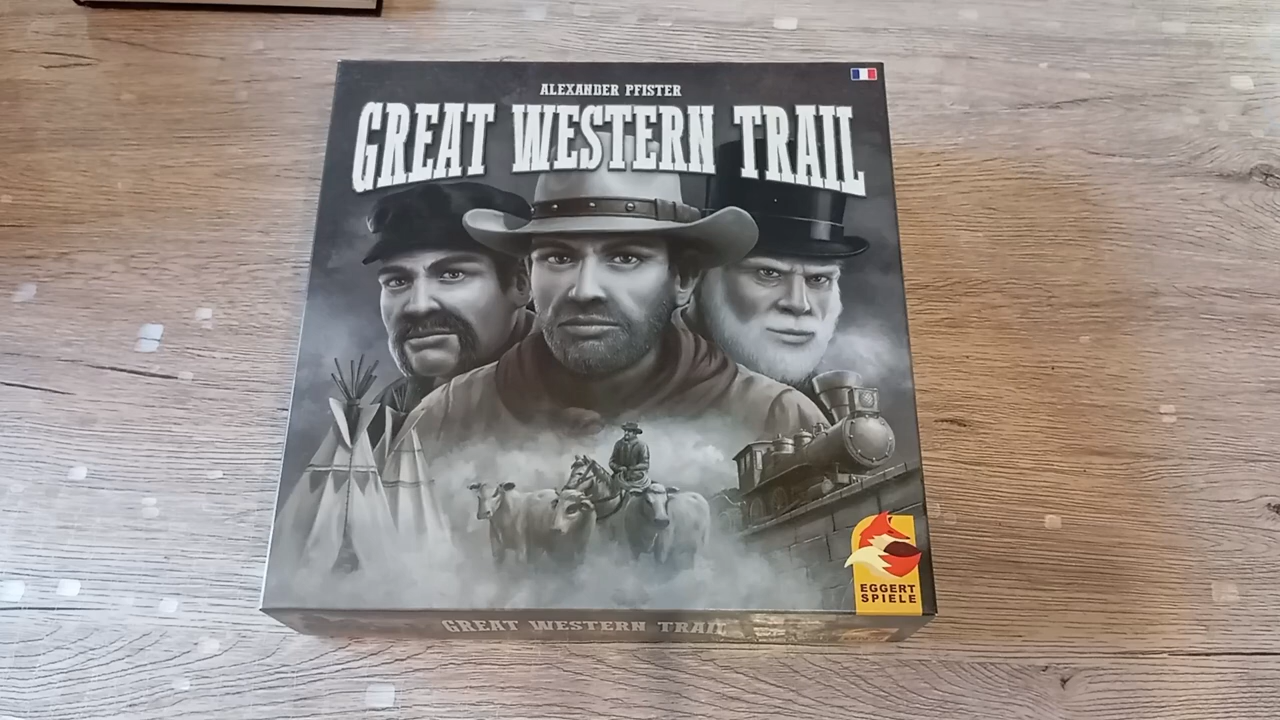 ALEXANDER PFISTER
GREAT WESTERN TRAIL
EGGERT
SPIELE
GREAT WESTERN TRAIL